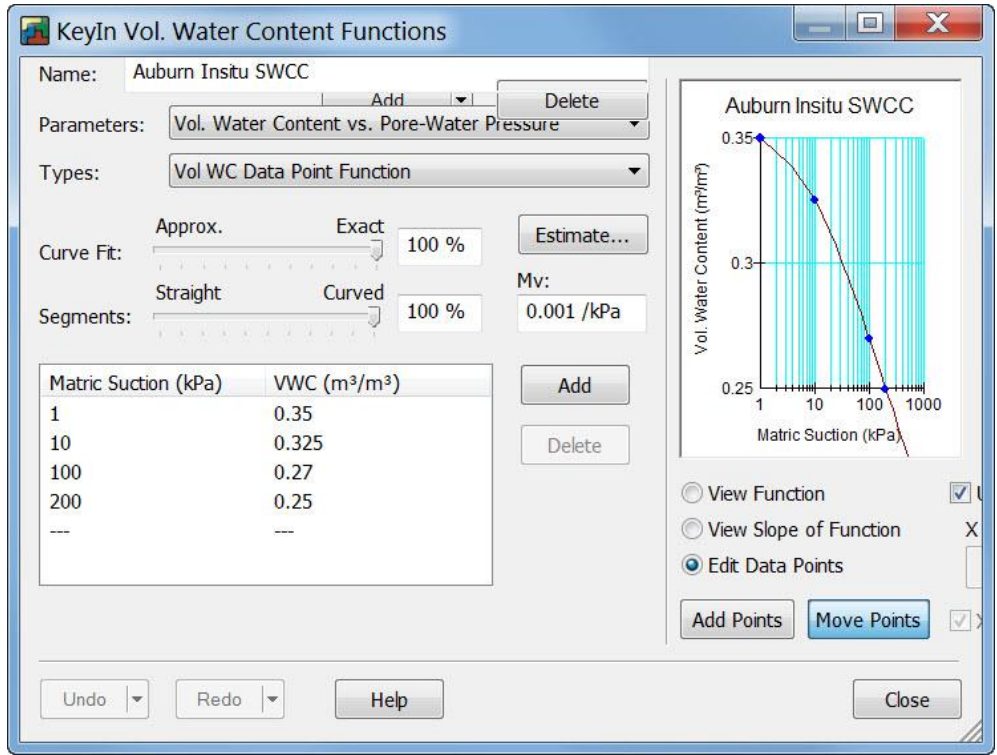 KeyIn Vol. Water Content Functions
Name: Auburn Insitu SWCC
Add Delete
Parameters: Vol. Water Content vs. Pore-Water Pressure
Types: Vol WC Data Point Function
Approx. Exact
Curve Fit: 100 % Estimate...
Straight Curved Mv:
Segments: 100 % 0.001 /kPa
Matric Suction (kPa) VWC (m³/m³)
1 0.35
10 0.325
100 0.27
200 0.25
--- ---
Add
Delete
Auburn Insitu SWCC
Vol. Water Content (m³/m³)
0.35
0.3
0.25
1 10 100 1000
Matric Suction (kPa)
View Function
View Slope of Function X
Edit Data Points
Add Points Move Points
Undo Redo Help Close